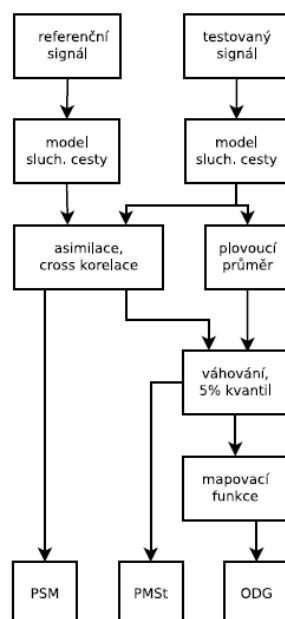 referenční
signál
testovaný
signál
model
sluch. cesty
model
sluch. cesty
asimilace,
cross korelace
plovoucí
průměr
váhování,
5% kvantil
mapovací
funkce
PSM
PMSt
ODG